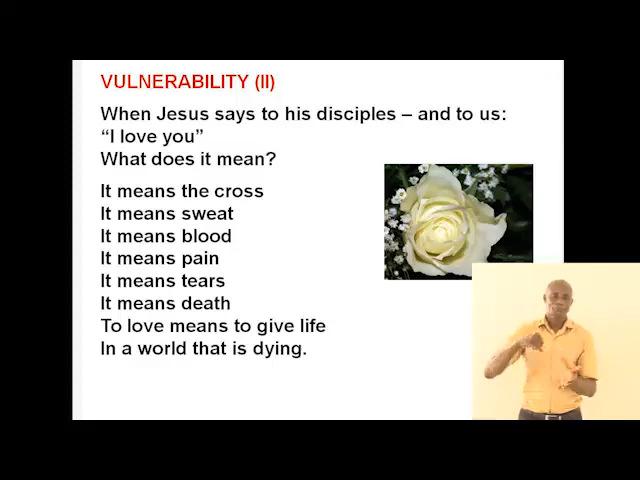 VULNERABILITY (II)
When Jesus says to his disciples – and to us:
“I love you”
What does it mean?
It means the cross
It means sweat
It means blood
It means pain
It means tears
It means death
To love means to give life
In a world that is dying.